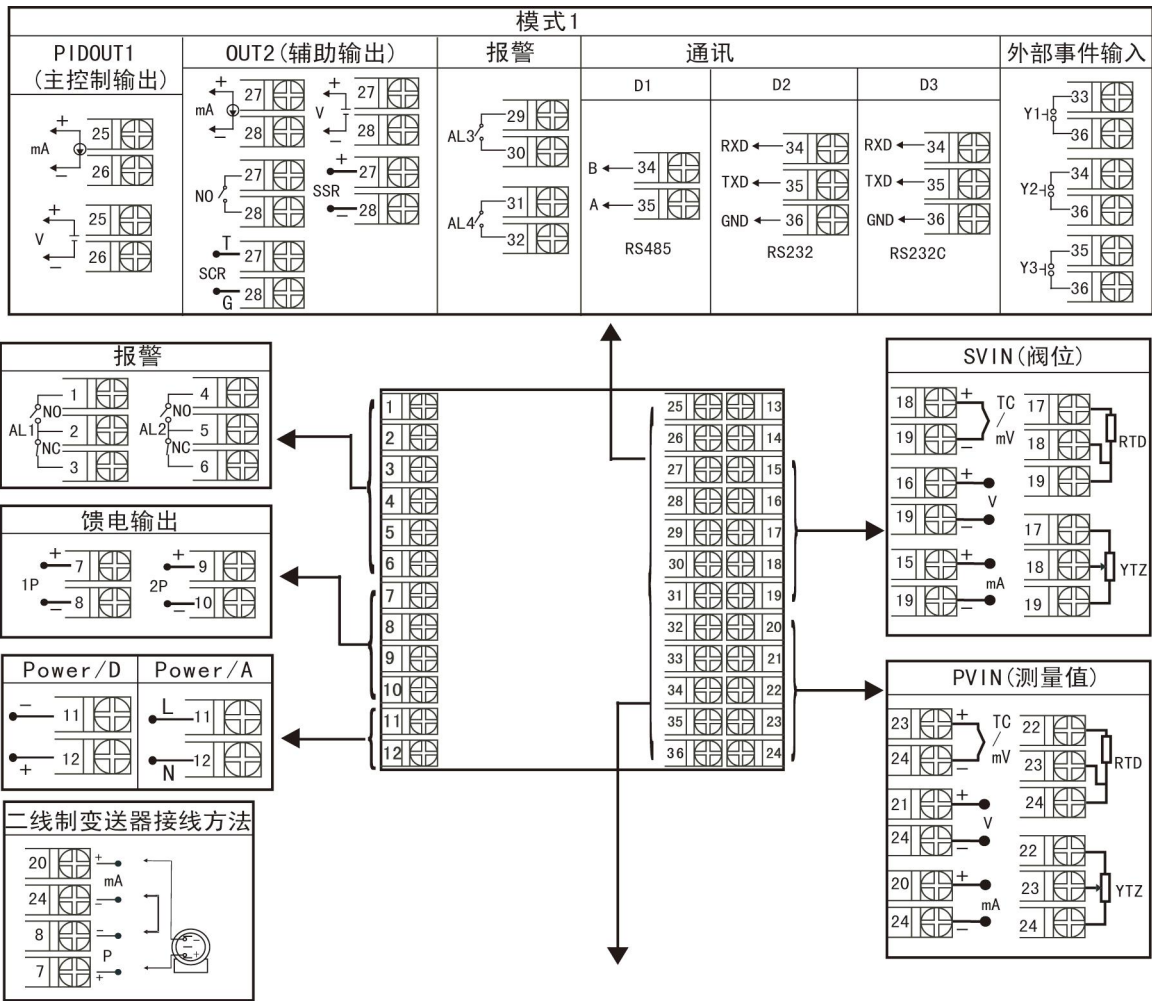 模式1
PIDOUT1
(主控制输出)
OUT2(辅助输出)
报警
通讯
外部事件输入
D1
D2
D3
+
mA
−
25
26
+
V
−
25
26
+
mA
−
27
28
+
V
−
27
28
NO
27
28
+
SSR
−
27
28
T
SCR
G
27
28
AL3
29
30
AL4
31
32
B
34
A
35
RS485
RXD
34
TXD
35
GND
36
RS232
RXD
34
TXD
35
GND
36
RS232C
Y1
33
36
Y2
34
36
Y3
35
36
报警
AL1
NO
NC
1
2
3
AL2
NO
NC
4
5
6
馈电输出
1P
+
7
−
8
2P
+
9
−
10
Power/D
−
11
+
12
Power/A
L
11
N
12
二线制变送器接线方法
20
+
mA
24
−
8
−
P
7
+
−
+
1
2
3
4
5
6
7
8
9
10
11
12
25 13
26 14
27 15
28 16
29 17
30 18
31 19
32 20
33 21
34 22
35 23
36 24
SVIN(阀位)
18
+
19
−
TC
/
mV
17
18
19
RTD
16
+
V
19
−
15
+
mA
19
−
17
18
19
YTZ
PVIN(测量值)
23
+
24
−
TC
/
mV
22
23
24
RTD
21
+
V
24
−
20
+
mA
24
−
22
23
24
YTZ